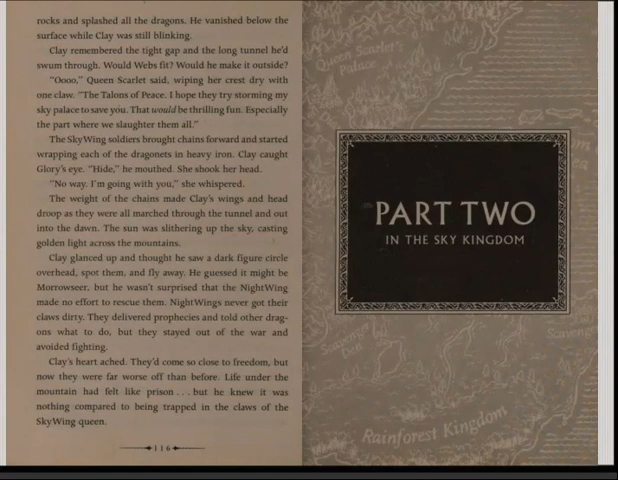 rocks and splashed all the dragons. He vanished below the
surface while Clay was still blinking.
Clay remembered the tight gap and the long tunnel he'd
swum through. Would Webs fit? Would he make it outside?
"Oooo," Queen Scarlet said, wiping her crest dry with
one claw. "The Talons of Peace. I hope they try storming my
sky palace to save you. That would be thrilling fun. Especially
the part where we slaughter them all."
The SkyWing soldiers brought chains forward and started
wrapping each of the dragonets in heavy iron. Clay caught
Glory's eye. "Hide," he mouthed. She shook her head.
"No way. I'm going with you," she whispered.
The weight of the chains made Clay's wings and head
droop as they were all marched through the tunnel and out
into the dawn. The sun was slithering up the sky, casting
golden light across the mountains.
Clay glanced up and thought he saw a dark figure circle
overhead, spot them, and fly away. He guessed it might be
Morrowseer, but he wasn't surprised that the NightWing
made no effort to rescue them. NightWings never got their
claws dirty. They delivered prophecies and told other drag-
ons what to do, but they stayed out of the war and
avoided fighting.
Clay's heart ached. They'd come so close to freedom, but
now they were far worse off than before. Life under the
mountain had felt like prison . . . but he knew it was
nothing compared to being trapped in the claws of the
SkyWing queen.
116
Queen Scarlet's
Palace
PART TWO
IN THE SKY KINGDOM
Rainforest Kingdom